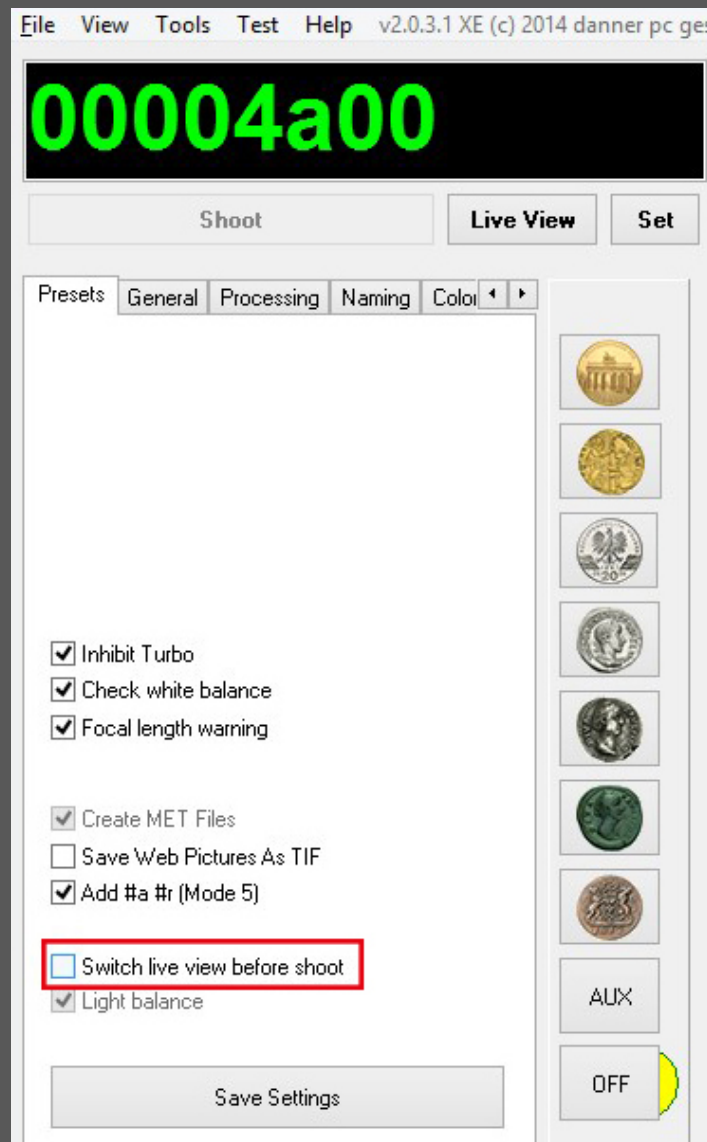 File View Tools Test Help v2.0.3.1 XE (c) 2014 danner pc
00004a00
Shoot Live View Set
Presets General Processing Naming
Inhibit Turbo
Check white balance
Focal length warning
Create MET Files
Save Web Pictures As TIF
Add #a #r (Mode 5)
Switch live view before shoot
Light balance
AUX
Save Settings
OFF